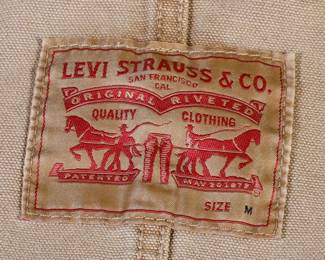 LEVI STRAUSS & CO.
SAN FRANCISCO
CAL
ORIGINAL RIVETED
QUALITY CLOTHING
PATENTED MAY 20 1873
SIZE M